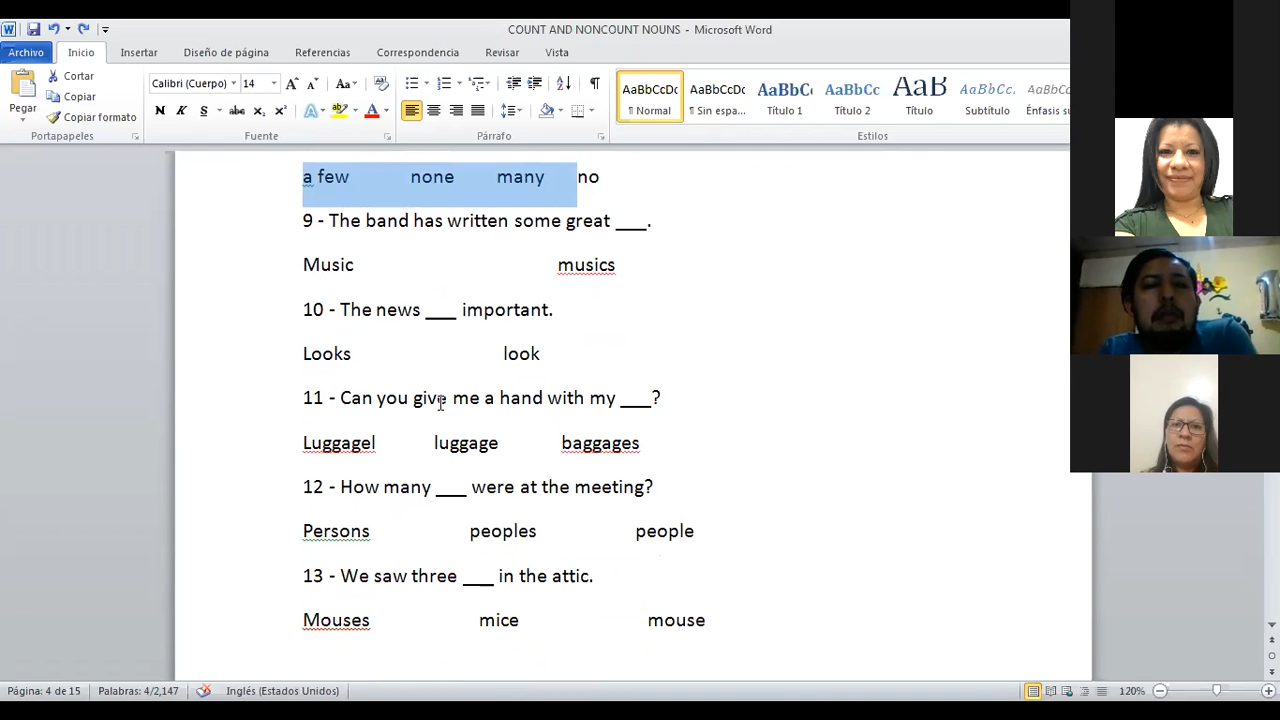 COUNT AND NONCOUNT NOUNS - Microsoft Word
Archivo Inicio Insertar Diseño de página Referencias Correspondencia Revisar Vista
Pegar
Cortar
Copiar
Copiar formato
Calibri (Cuerpo) 14
N K S abc x₂ x²
AaBbCcDc AaBbCcDc AaBbCc AaBbCc AaB AaBbCc. AaBbCcDc
¶ Normal ¶ Sin espa... Título 1 Título 2 Título Subtítulo Énfasis su
Portapapeles Fuente Párrafo Estilos
a few none many no
9 - The band has written some great ___.
Music musics
10 - The news ___ important.
Looks look
11 - Can you give me a hand with my ___?
Luggagel luggage baggages
12 - How many ___ were at the meeting?
Persons peoples people
13 - We saw three ___ in the attic.
Mouses mice mouse
Página: 4 de 15 Palabras: 4/2,147 Inglés (Estados Unidos) 120%